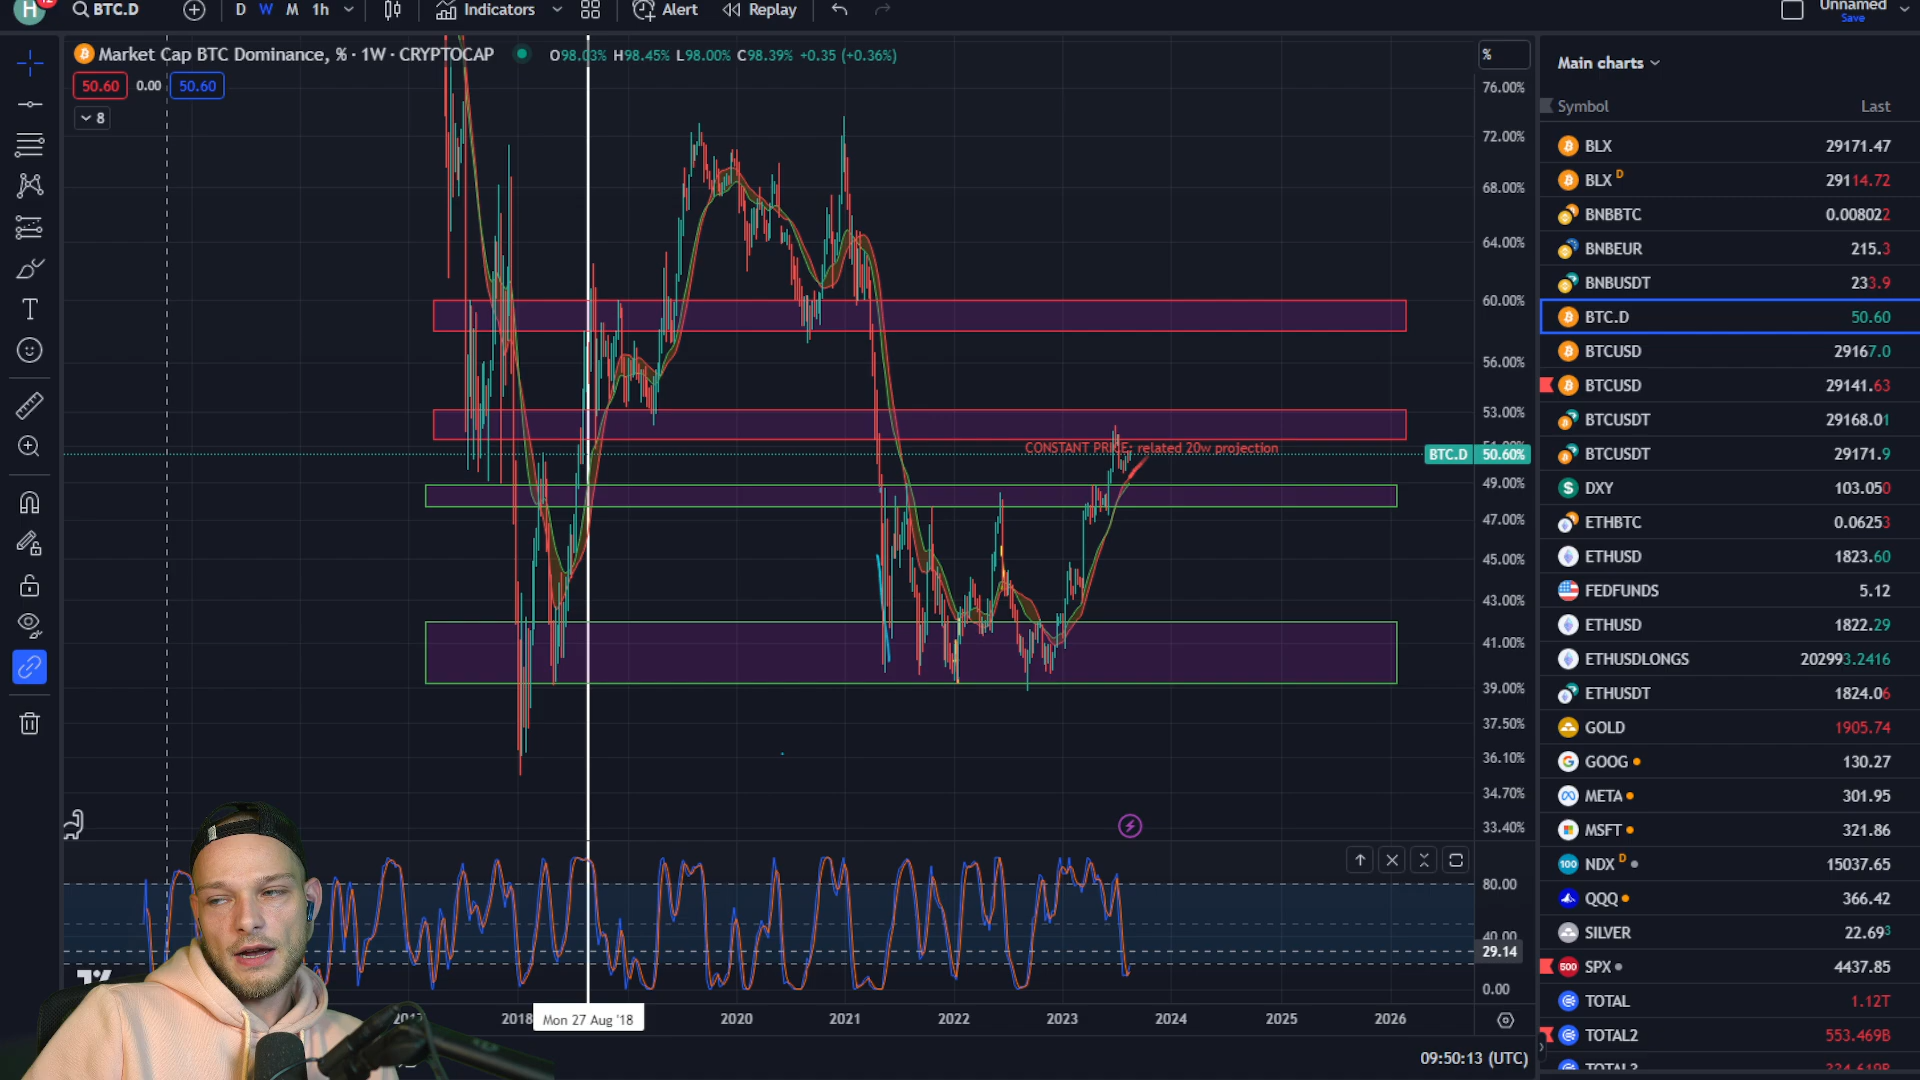 H
BTC.D
D W M 1h
Indicators
Alert
Replay
Unnamed
Save
Market Cap BTC Dominance, % · 1W · CRYPTOCAP
O98.03% H98.45% L98.00% C98.39% +0.35 (+0.36%)
50.60 0.00 50.60
8
%
76.00%
72.00%
68.00%
64.00%
60.00%
56.00%
53.00%
51.00%
CONSTANT PRICE: related 20w projection
BTC.D 50.60%
49.00%
47.00%
45.00%
43.00%
41.00%
39.00%
37.50%
36.10%
34.70%
33.40%
80.00
40.00
29.14
0.00
2017 2018 Mon 27 Aug '18 2020 2021 2022 2023 2024 2025 2026
09:50:13 (UTC)
Main charts
Symbol Last
BLX 29171.47
BLX D 29114.72
BNBBTC 0.008022
BNBEUR 215.3
BNBUSDT 233.9
BTC.D 50.60
BTCUSD 29167.0
BTCUSD 29141.63
BTCUSDT 29168.01
BTCUSDT 29171.9
DXY 103.050
ETHBTC 0.06253
ETHUSD 1823.60
FEDFUNDS 5.12
ETHUSD 1822.29
ETHUSDLONGS 202993.2416
ETHUSDT 1824.06
GOLD 1905.74
GOOG 130.27
META 301.95
MSFT 321.86
100 NDX D 15037.65
QQQ 366.42
SILVER 22.693
500 SPX 4437.85
TOTAL 1.12T
TOTAL2 553.469B